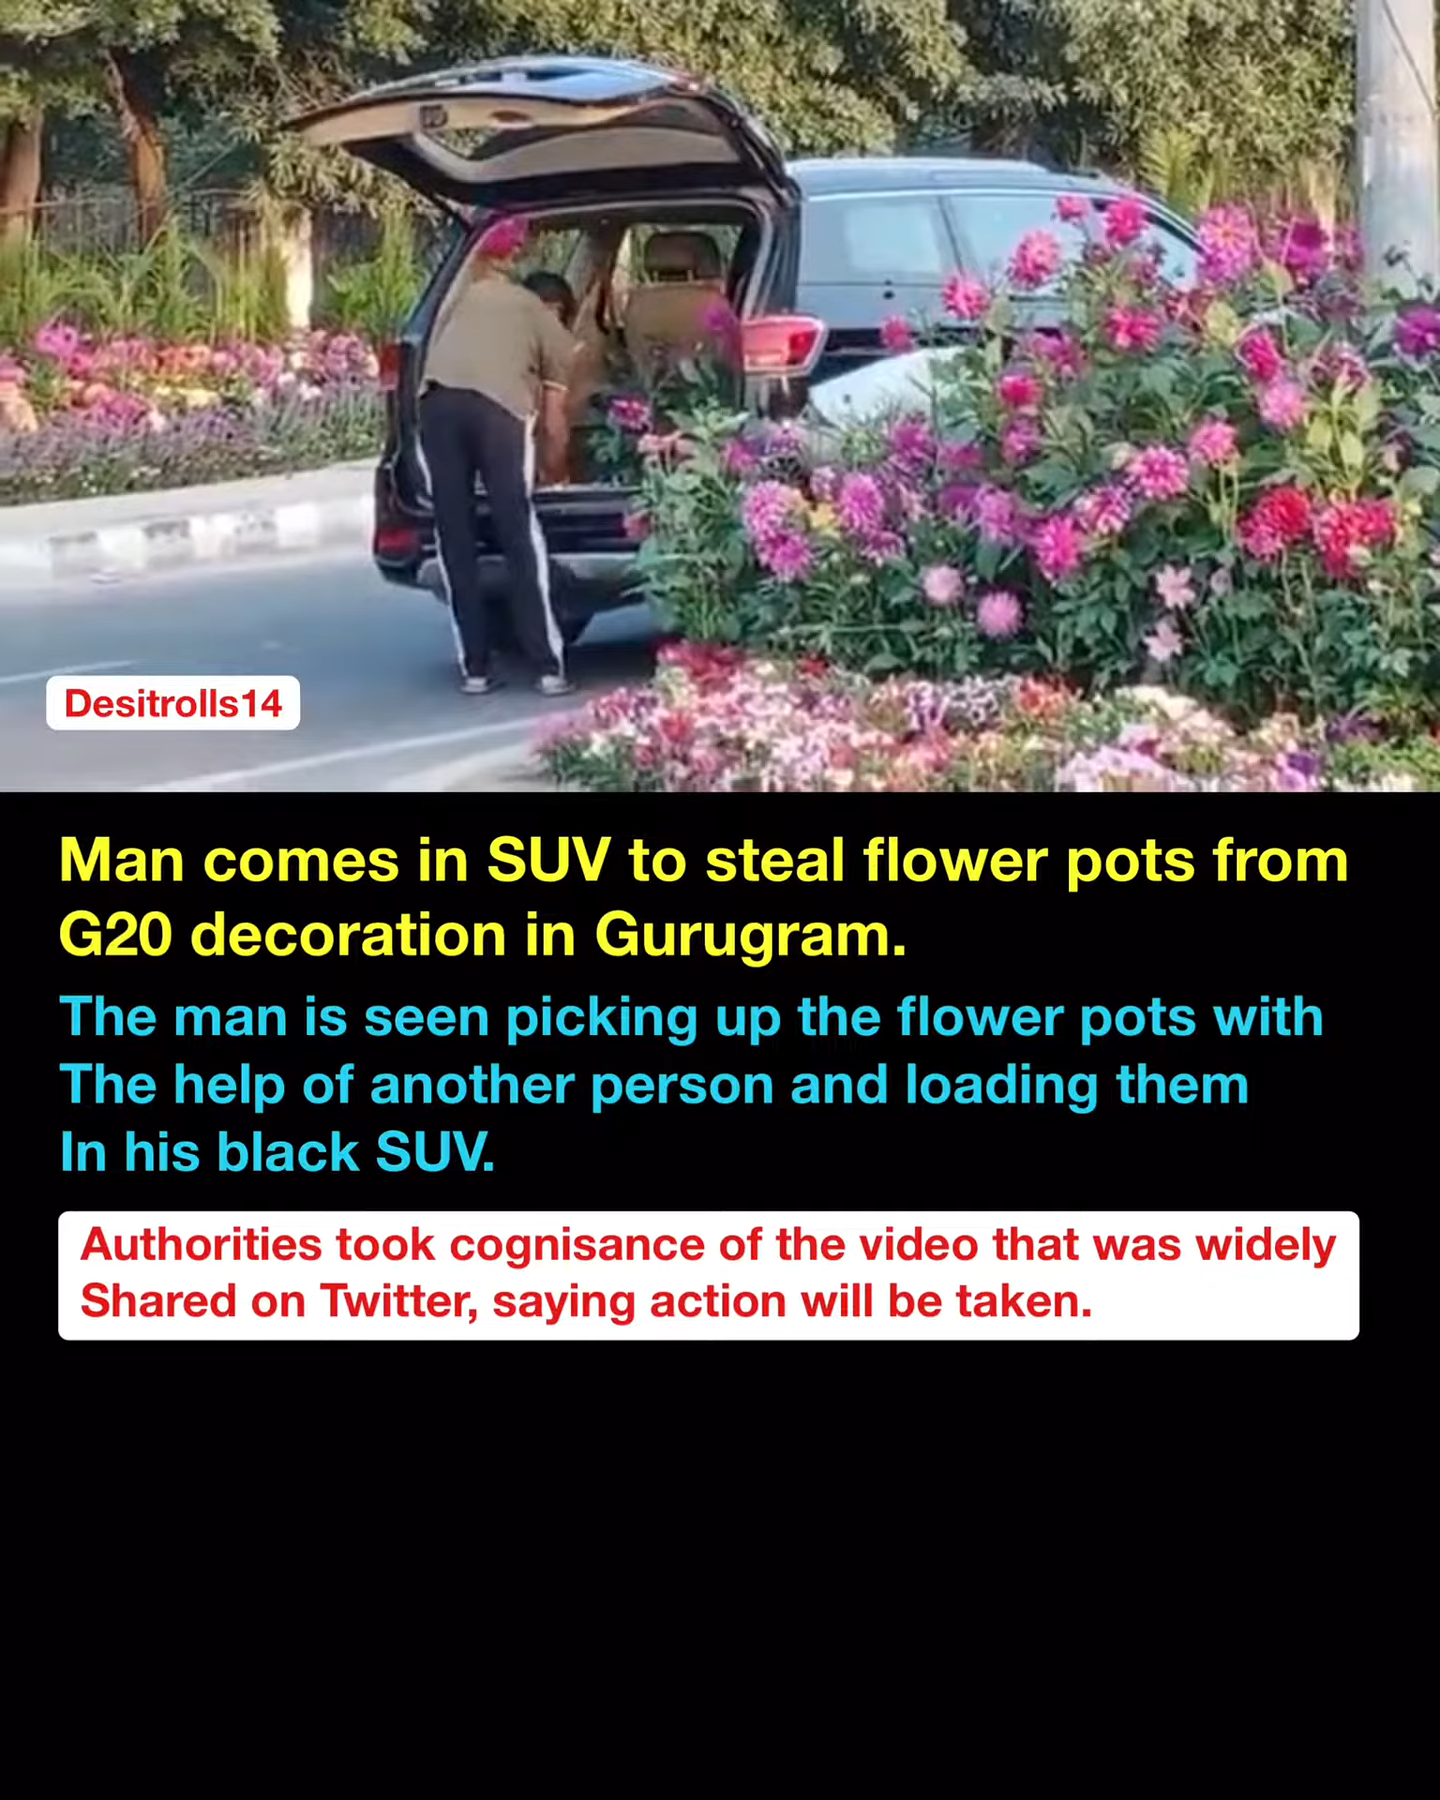 Desitrolls14
Man comes in SUV to steal flower pots from
G20 decoration in Gurugram.
The man is seen picking up the flower pots with
The help of another person and loading them
In his black SUV.
Authorities took cognisance of the video that was widely
Shared on Twitter, saying action will be taken.